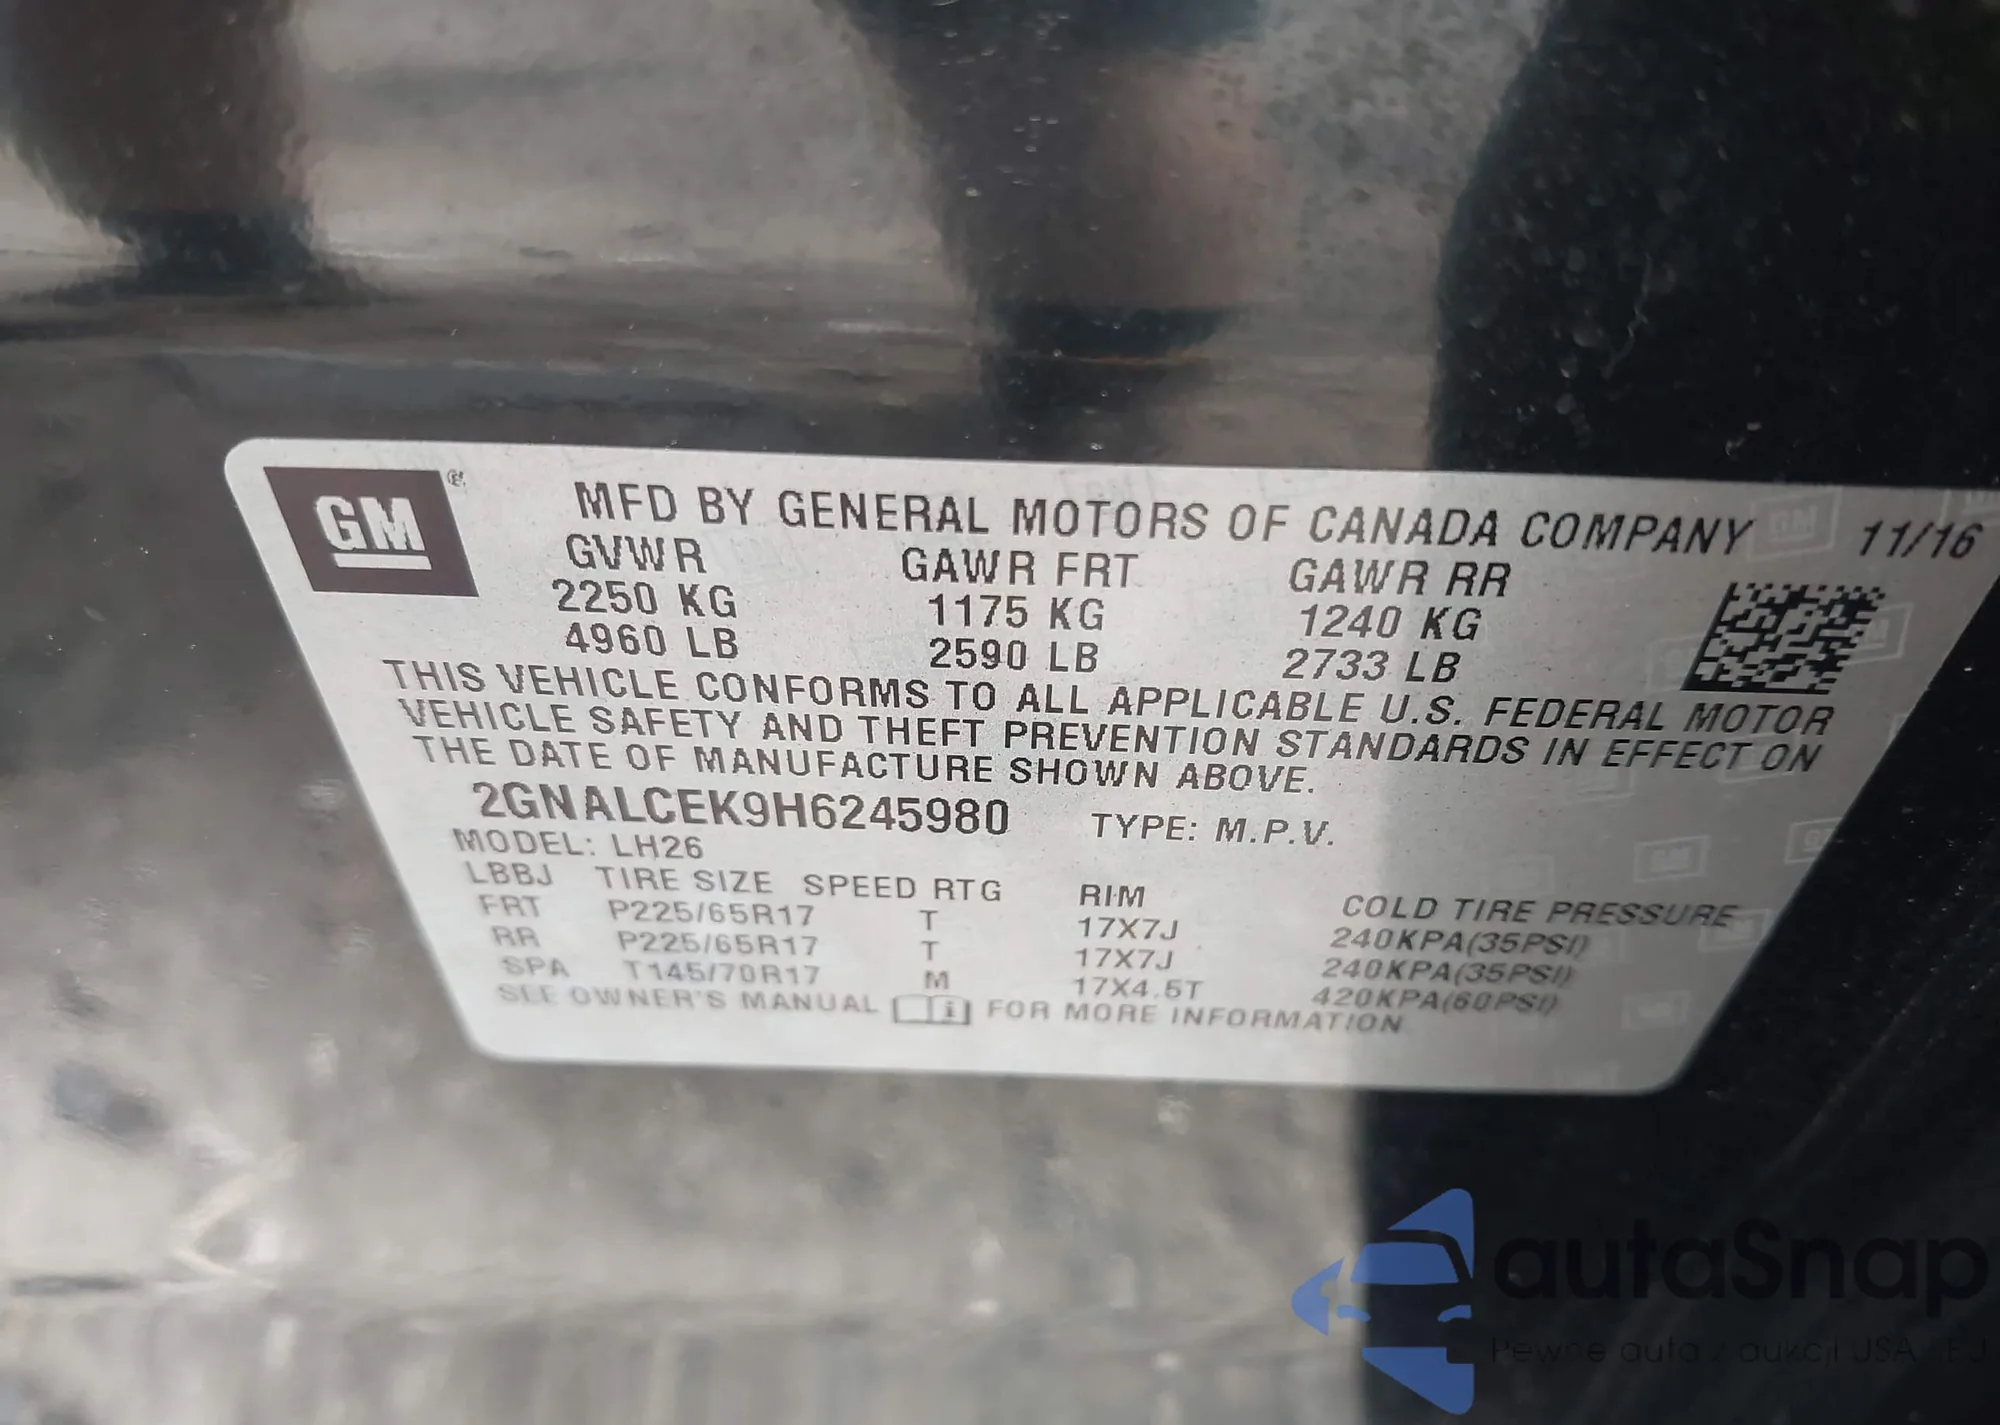 GM
MFD BY GENERAL MOTORS OF CANADA COMPANY 11/16
GVWR GAWR FRT GAWR RR
2250 KG 1175 KG 1240 KG
4960 LB 2590 LB 2733 LB
THIS VEHICLE CONFORMS TO ALL APPLICABLE U.S. FEDERAL MOTOR
VEHICLE SAFETY AND THEFT PREVENTION STANDARDS IN EFFECT ON
THE DATE OF MANUFACTURE SHOWN ABOVE.
2GNALCEK9H6245980 TYPE: M.P.V.
MODEL: LH26
LBBJ TIRE SIZE SPEED RTG RIM COLD TIRE PRESSURE
FRT P225/65R17 T 17X7J 240KPA(35PSI)
RR P225/65R17 T 17X7J 240KPA(35PSI)
SPA T145/70R17 M 17X4.5T 420KPA(60PSI)
SEE OWNER'S MANUAL FOR MORE INFORMATION
autaSnap
Pewne auta z aukcji USA